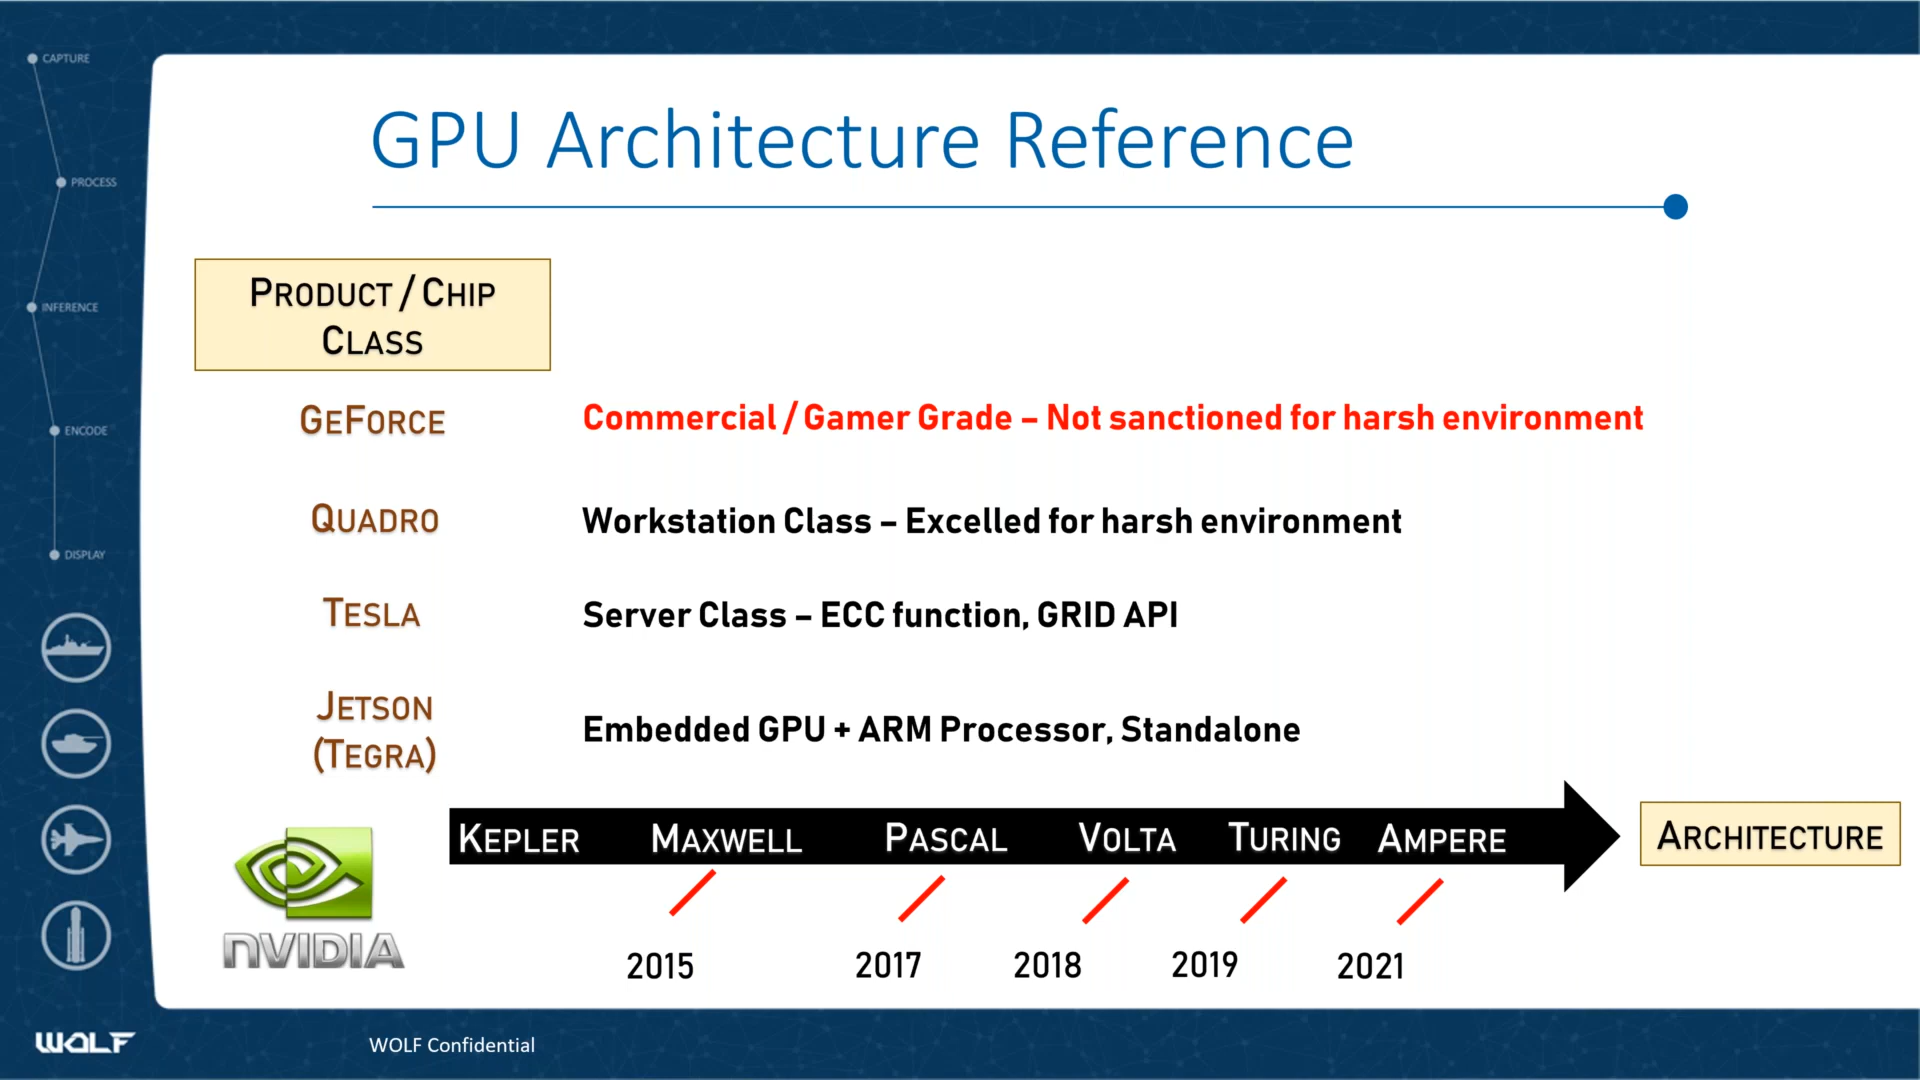 CAPTURE
PROCESS
INFERENCE
ENCODE
DISPLAY
GPU Architecture Reference
PRODUCT / CHIP
CLASS
GEFORCE
Commercial / Gamer Grade – Not sanctioned for harsh environment
QUADRO
Workstation Class – Excelled for harsh environment
TESLA
Server Class – ECC function, GRID API
JETSON
(TEGRA)
Embedded GPU + ARM Processor, Standalone
KEPLER MAXWELL PASCAL VOLTA TURING AMPERE
ARCHITECTURE
2015 2017 2018 2019 2021
NVIDIA
WOLF
WOLF Confidential